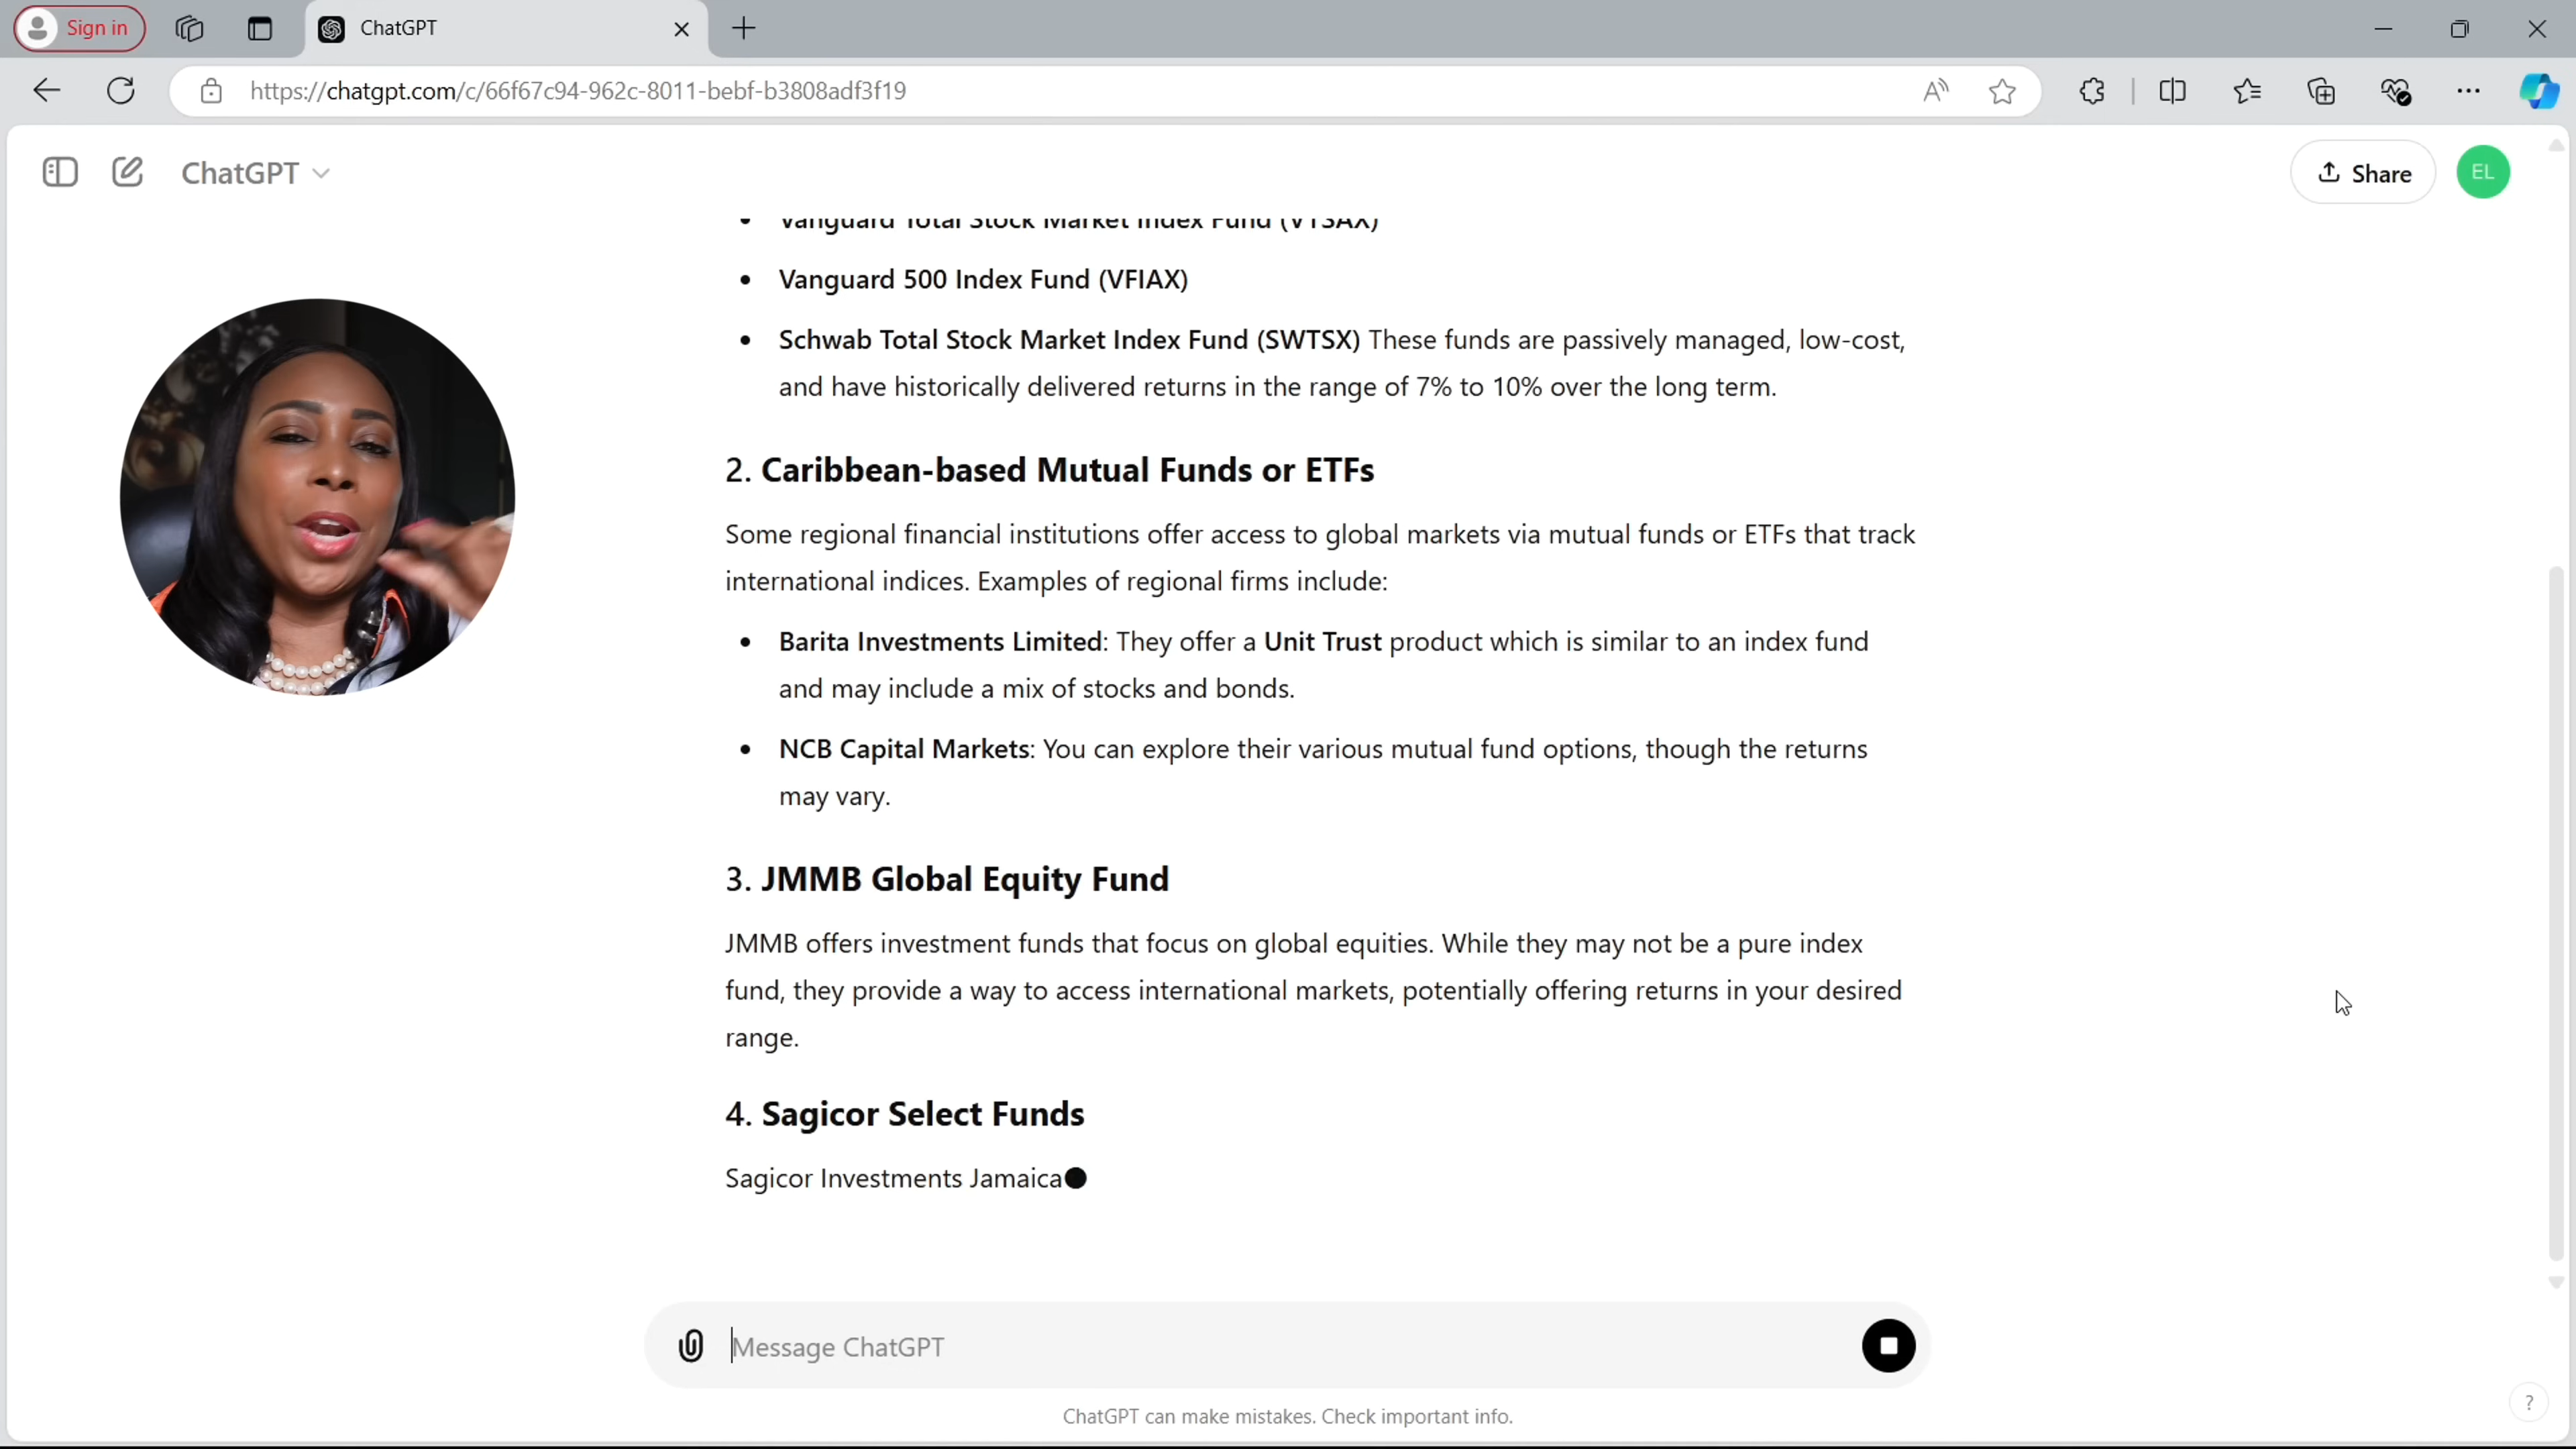 Sign in
ChatGPT
https://chatgpt.com/c/66f67c94-962c-8011-bebf-b3808adf3f19
ChatGPT
Share
EL
• Vanguard Total Stock Market Index Fund (VTSAX)
• Vanguard 500 Index Fund (VFIAX)
• Schwab Total Stock Market Index Fund (SWTSX) These funds are passively managed, low-cost,
and have historically delivered returns in the range of 7% to 10% over the long term.
2. Caribbean-based Mutual Funds or ETFs
Some regional financial institutions offer access to global markets via mutual funds or ETFs that track
international indices. Examples of regional firms include:
• Barita Investments Limited: They offer a Unit Trust product which is similar to an index fund
and may include a mix of stocks and bonds.
• NCB Capital Markets: You can explore their various mutual fund options, though the returns
may vary.
3. JMMB Global Equity Fund
JMMB offers investment funds that focus on global equities. While they may not be a pure index
fund, they provide a way to access international markets, potentially offering returns in your desired
range.
4. Sagicor Select Funds
Sagicor Investments Jamaica
Message ChatGPT
ChatGPT can make mistakes. Check important info.
?